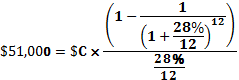 $51,000 = $C × (1 − 1 / (1 + 28% / 12)^12) / (28% / 12)